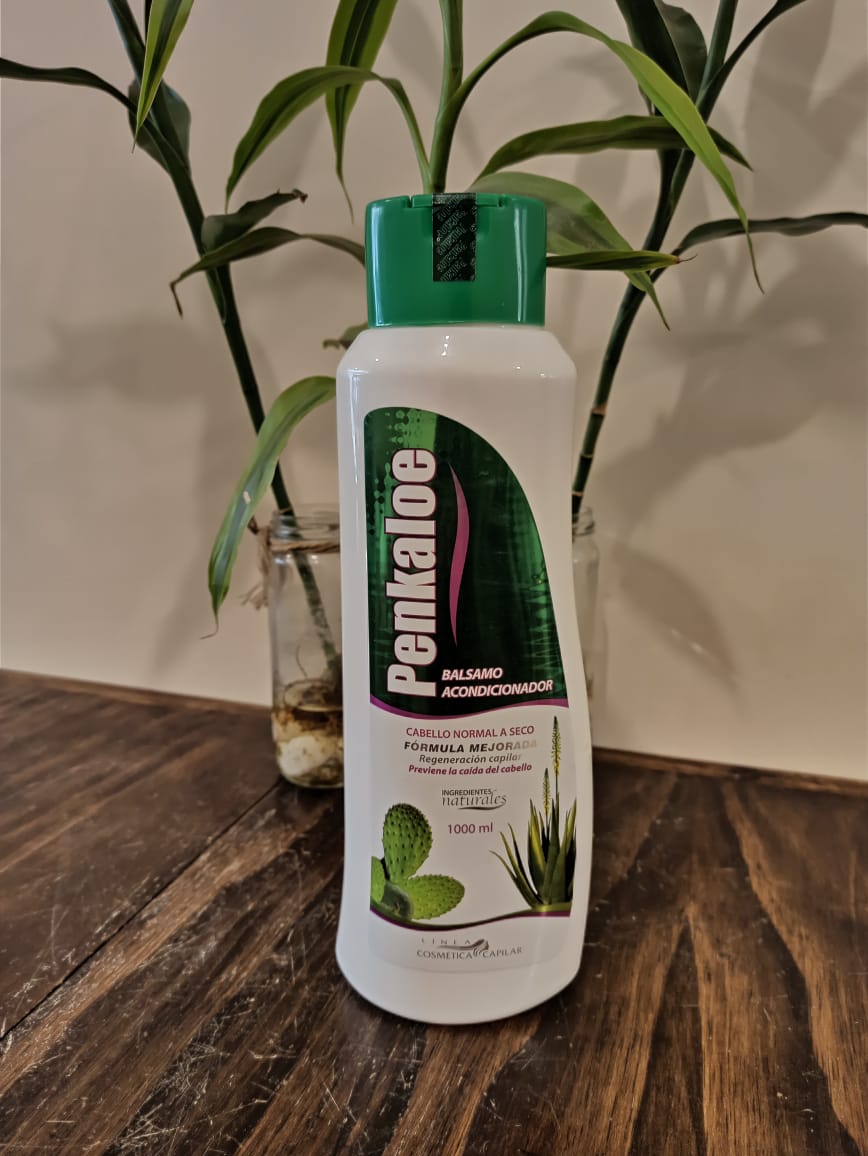 Penkaloe
BALSAMO
ACONDICIONADOR
CABELLO NORMAL A SECO
FÓRMULA MEJORADA
Regeneración capilar
Previene la caída del cabello
INGREDIENTES
naturales
1000 ml
LINEA
COSMETICA CAPILAR